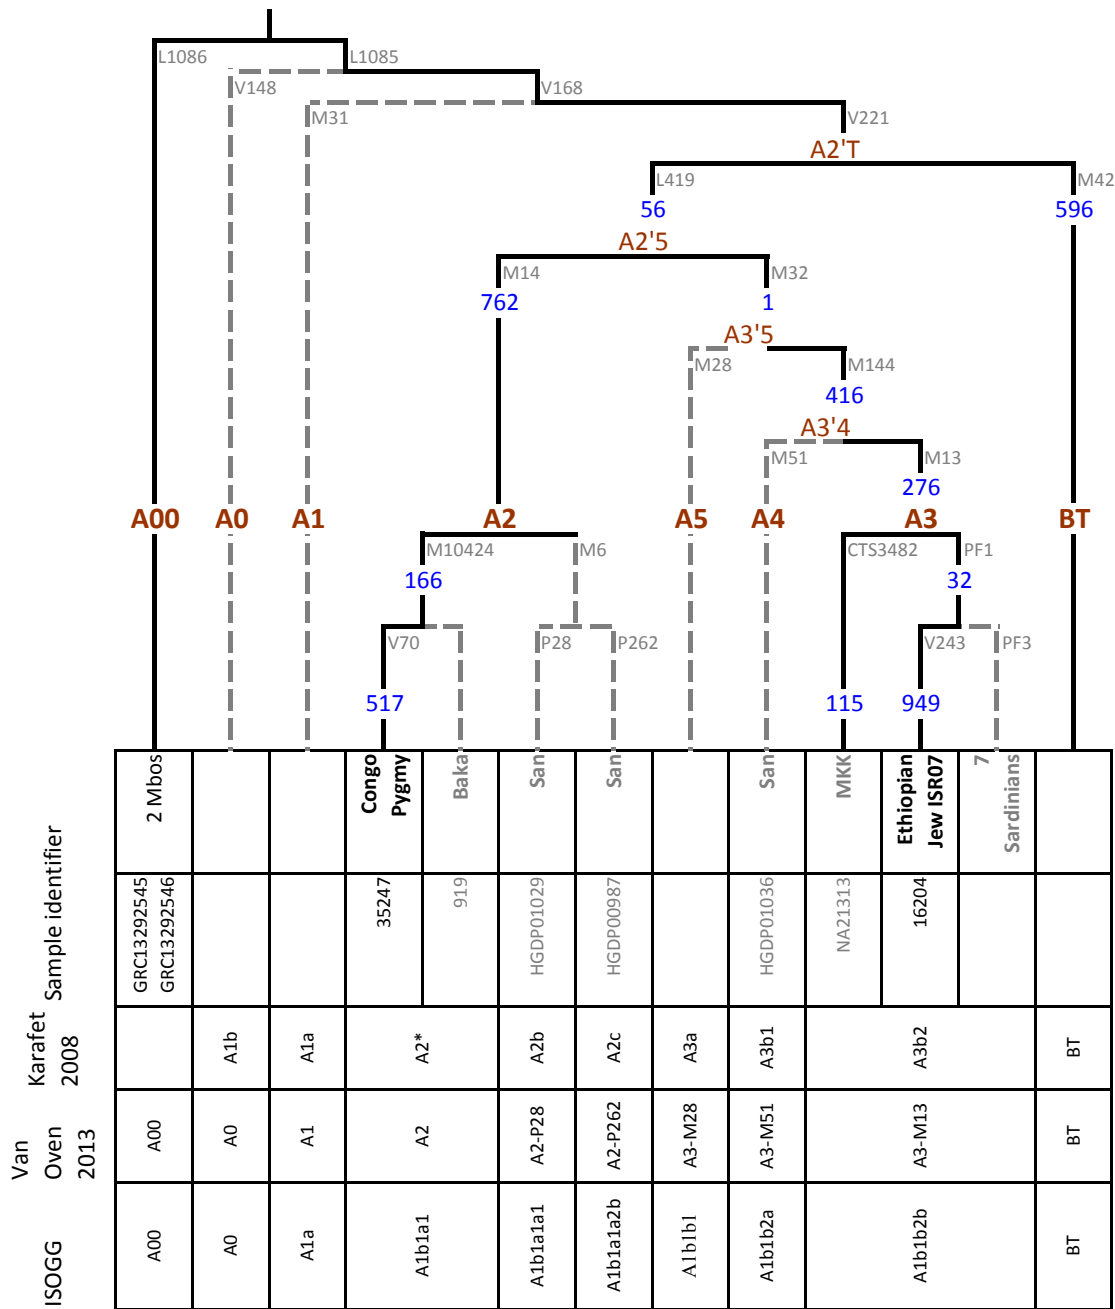 L1086
L1085
V148
V168
M31
V221
A2'T
L419
M42
56
596
A2'5
M14
M32
762
1
A3'5
M28
M144
416
A3'4
M51
M13
276
A00 A0 A1 A2 A5 A4 A3 BT
M10424
M6
CTS3482
PF1
166
32
V70
P28
P262
V243
PF3
517
115
949
2 Mbos
Congo
Pygmy
Baka
San
San
San
MKK
Ethiopian
Jew ISR07
7
Sardinians
Sample identifier
GRC13292545
GRC13292546
35247
919
HGDP01029
HGDP00987
HGDP01036
NA21313
16204
Karafet
2008
A1b
A1a
A2*
A2b
A2c
A3a
A3b1
A3b2
BT
Van
Oven
2013
A00
A0
A1
A2
A2-P28
A2-P262
A3-M28
A3-M51
A3-M13
BT
ISOGG
A00
A0
A1a
A1b1a1
A1b1a1a1
A1b1a1a2b
A1b1b1
A1b1b2a
A1b1b2b
BT